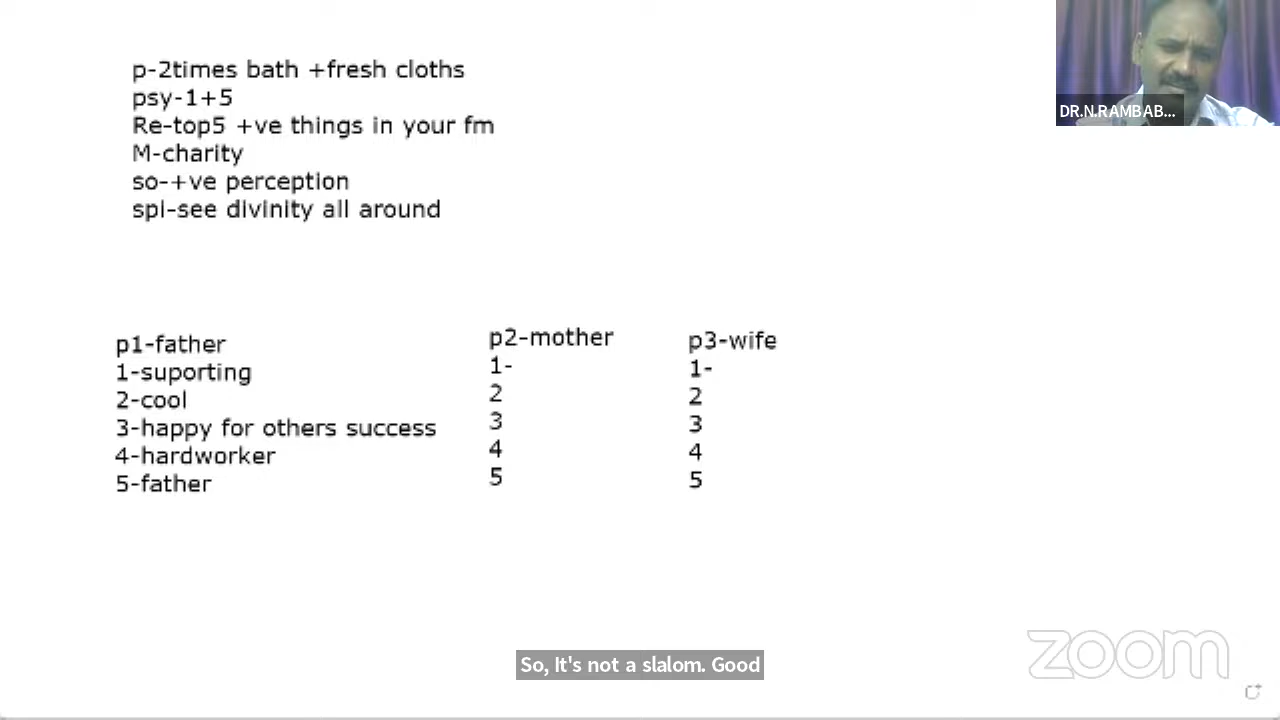 p-2times bath +fresh cloths
psy-1+5
Re-top5 +ve things in your fm
M-charity
so-+ve perception
spi-see divinity all around
DR.N.RAMBAB...
p1-father
1-suporting
2-cool
3-happy for others success
4-hardworker
5-father
p2-mother
1-
2
3
4
5
p3-wife
1-
2
3
4
5
So, It's not a slalom. Good
zoom